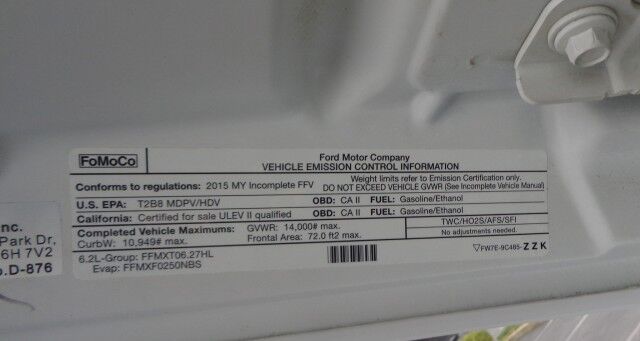 FoMoCo
Ford Motor Company
VEHICLE EMISSION CONTROL INFORMATION
Conforms to regulations: 2015 MY Incomplete FFV
Weight limits refer to Emission Certification only.
DO NOT EXCEED VEHICLE GVWR (See Incomplete Vehicle Manual)
U.S. EPA: T2B8 MDPV/HDV OBD: CA II FUEL: Gasoline/Ethanol
California: Certified for sale ULEV II qualified OBD: CA II FUEL: Gasoline/Ethanol
Completed Vehicle Maximums: GVWR: 14,000# max.
CurbW: 10,949# max. Frontal Area: 72.0 ft2 max.
TWC/HO2S/AFS/SFI
6.2L-Group: FFMXT06.27HL
Evap: FFMXF0250NBS
FW7E-9C485- Z Z K
Inc.
Park Dr,
6H 7V2
o.D-876